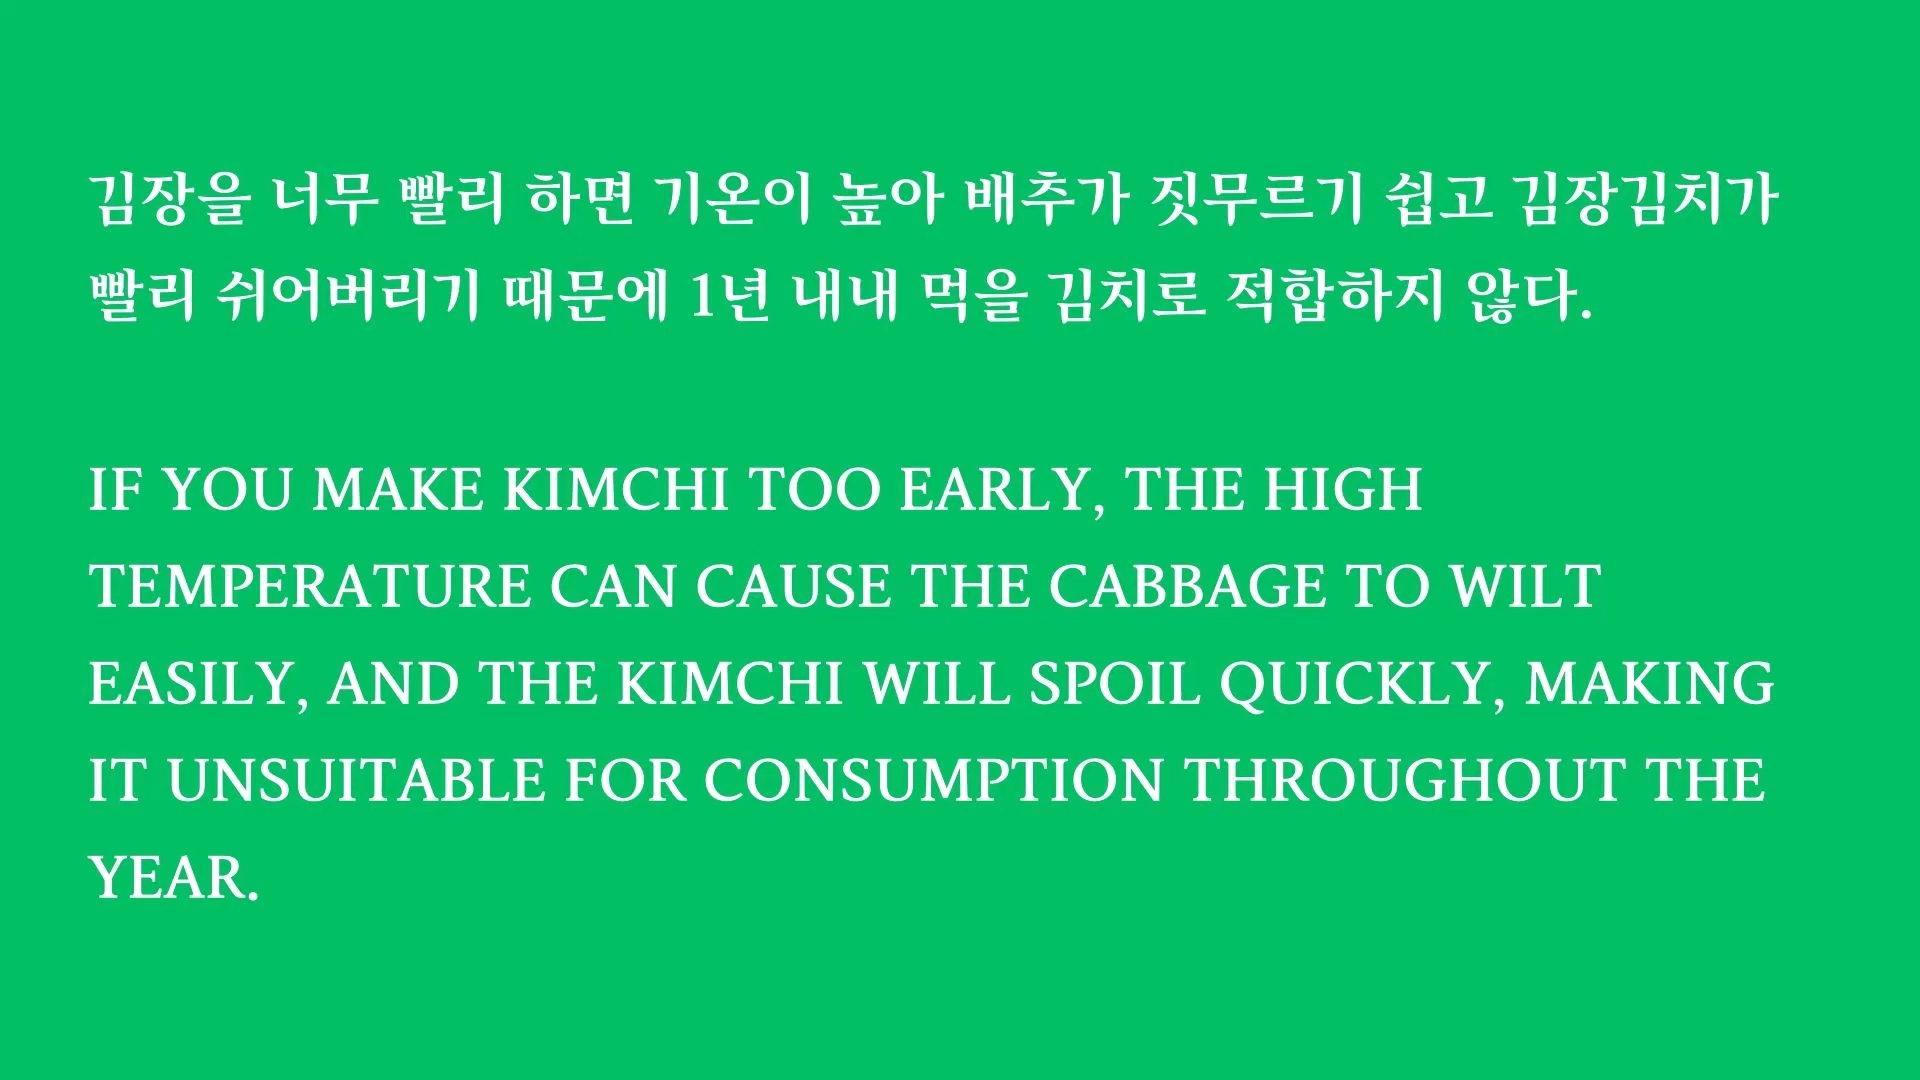 김장을 너무 빨리 하면 기온이 높아 배추가 짓무르기 쉽고 김장김치가
빨리 쉬어버리기 때문에 1년 내내 먹을 김치로 적합하지 않다.
IF YOU MAKE KIMCHI TOO EARLY, THE HIGH
TEMPERATURE CAN CAUSE THE CABBAGE TO WILT
EASILY, AND THE KIMCHI WILL SPOIL QUICKLY, MAKING
IT UNSUITABLE FOR CONSUMPTION THROUGHOUT THE
YEAR.